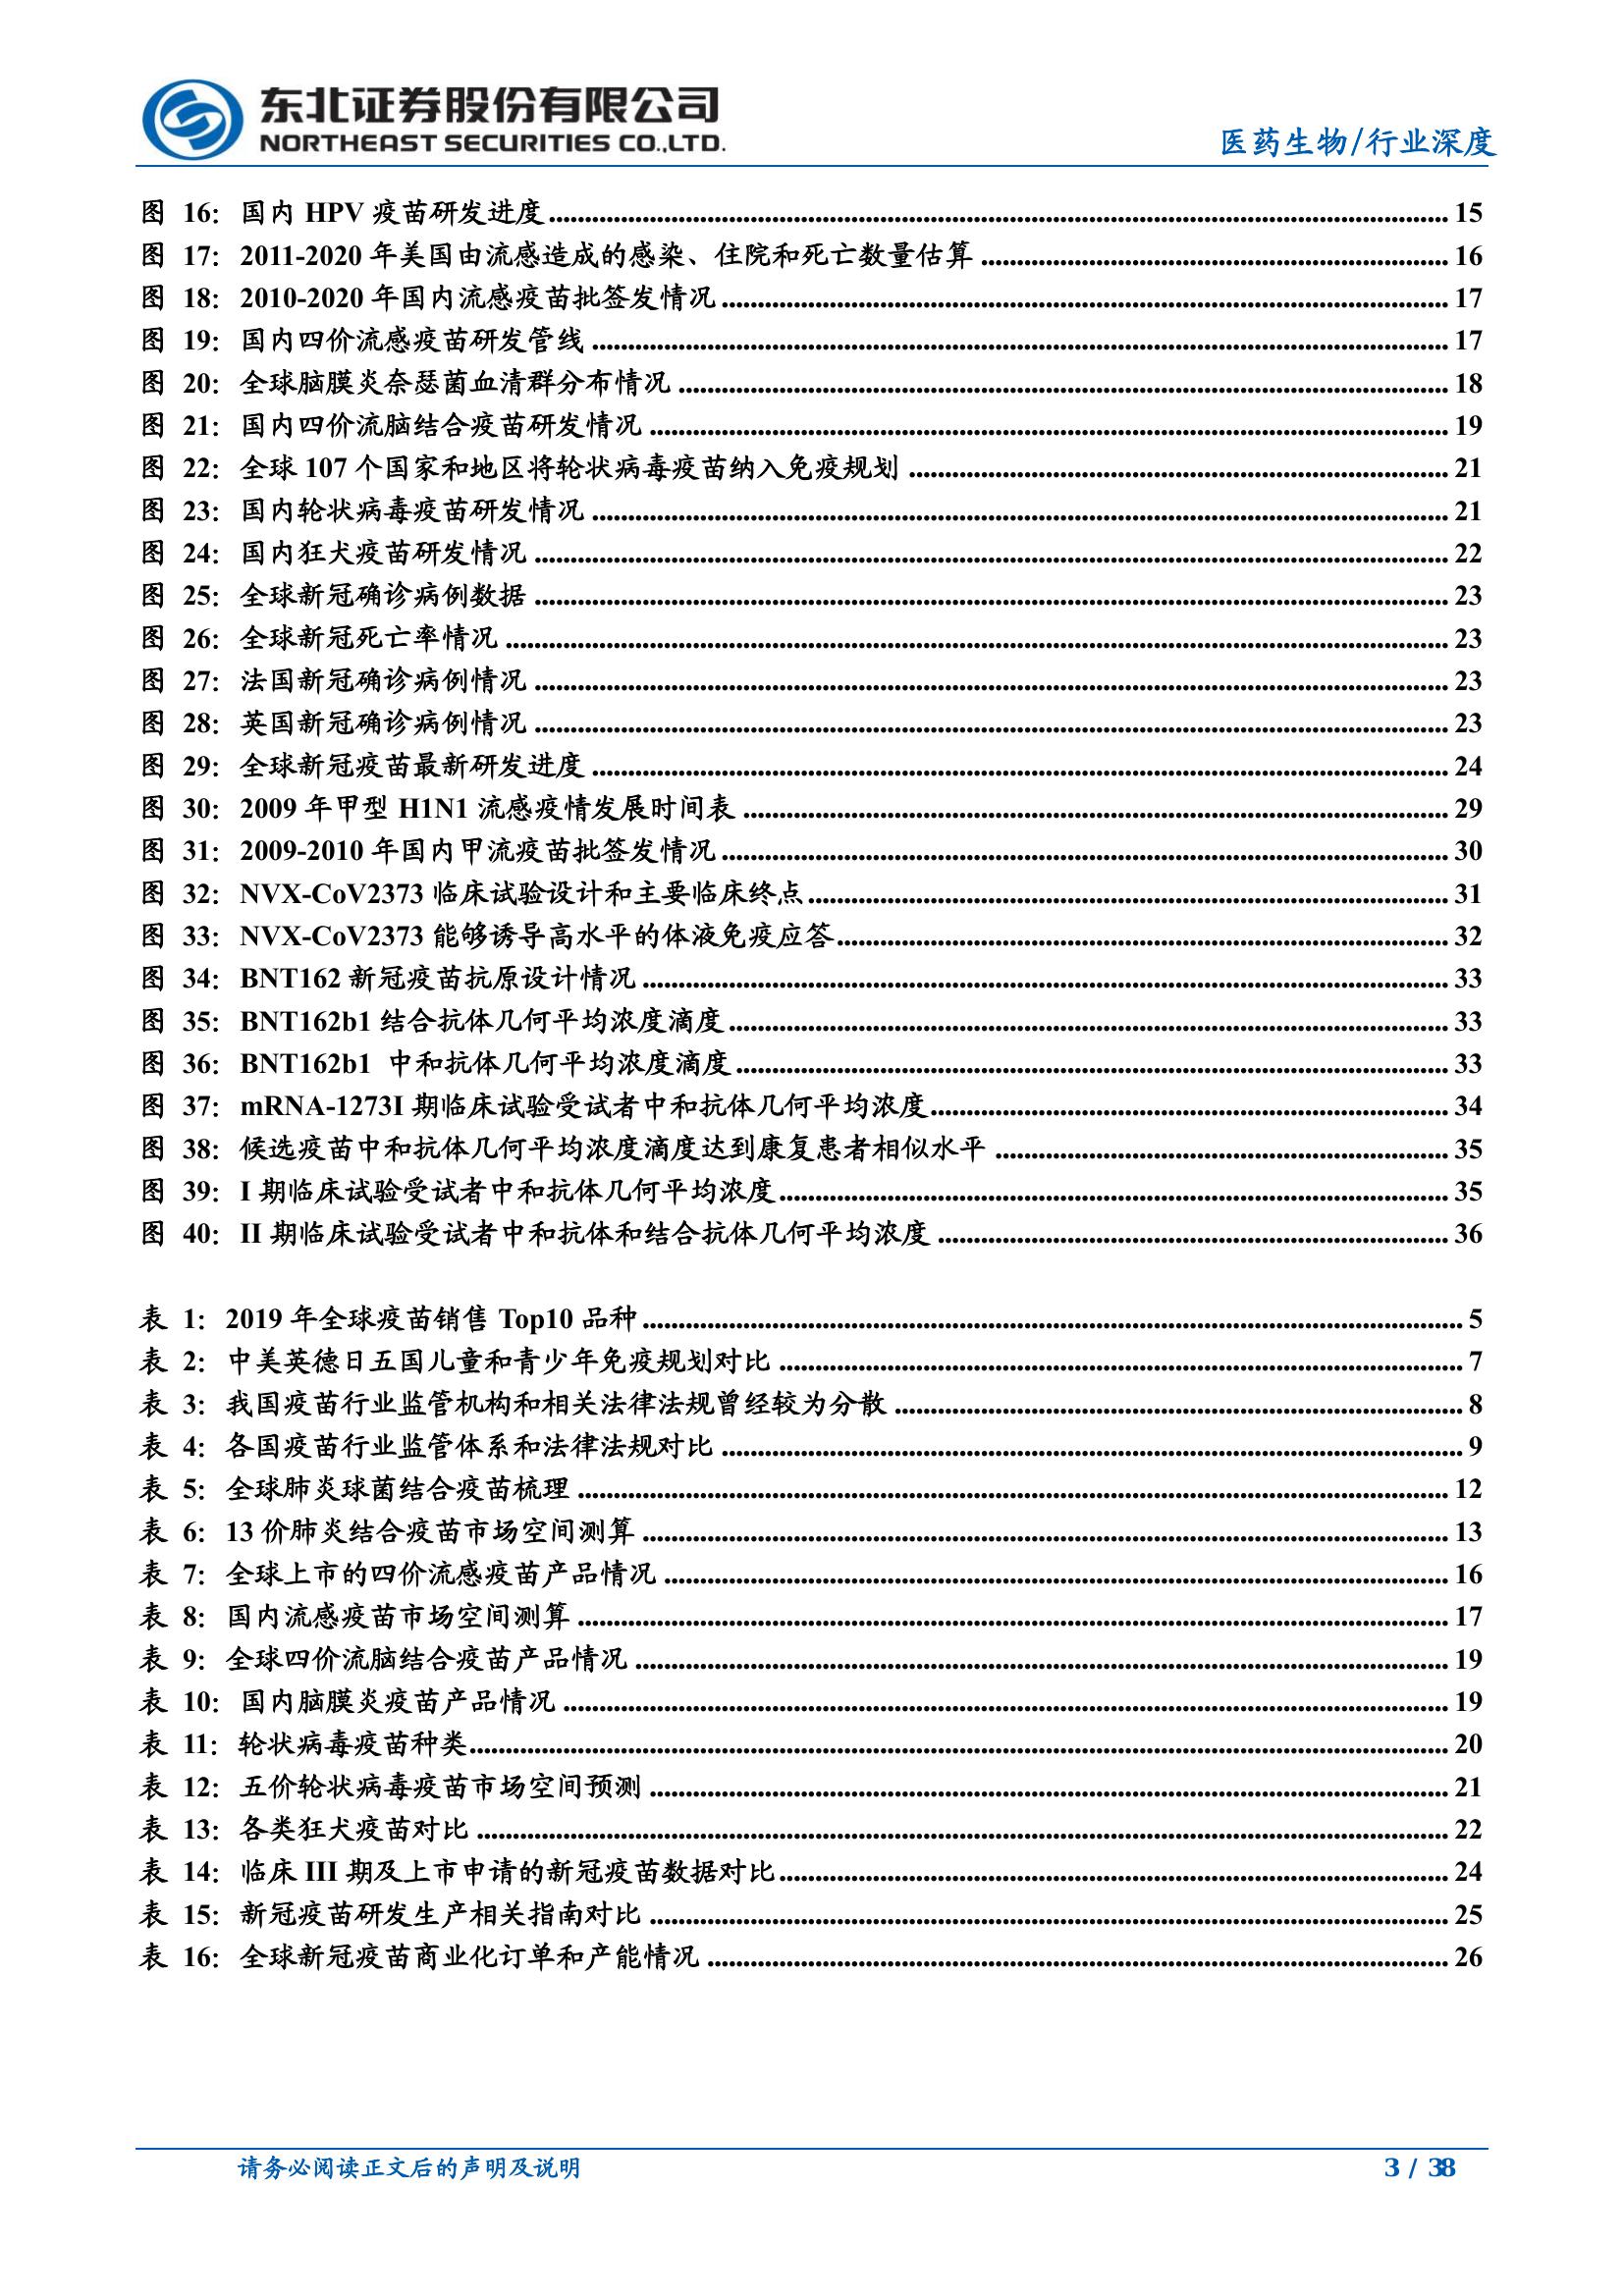 东北证券股份有限公司
NORTHEAST SECURITIES CO.,LTD.
医药生物/行业深度
图 16：国内 HPV 疫苗研发进度 15
图 17：2011-2020 年美国由流感造成的感染、住院和死亡数量估算 16
图 18：2010-2020 年国内流感疫苗批签发情况 17
图 19：国内四价流感疫苗研发管线 17
图 20：全球脑膜炎奈瑟菌血清群分布情况 18
图 21：国内四价流脑结合疫苗研发情况 19
图 22：全球 107 个国家和地区将轮状病毒疫苗纳入免疫规划 21
图 23：国内轮状病毒疫苗研发情况 21
图 24：国内狂犬疫苗研发情况 22
图 25：全球新冠确诊病例数据 23
图 26：全球新冠死亡率情况 23
图 27：法国新冠确诊病例情况 23
图 28：英国新冠确诊病例情况 23
图 29：全球新冠疫苗最新研发进度 24
图 30：2009 年甲型 H1N1 流感疫情发展时间表 29
图 31：2009-2010 年国内甲流疫苗批签发情况 30
图 32：NVX-CoV2373 临床试验设计和主要临床终点 31
图 33：NVX-CoV2373 能够诱导高水平的体液免疫应答 32
图 34：BNT162 新冠疫苗抗原设计情况 33
图 35：BNT162b1 结合抗体几何平均浓度滴度 33
图 36：BNT162b1 中和抗体几何平均浓度滴度 33
图 37：mRNA-1273I 期临床试验受试者中和抗体几何平均浓度 34
图 38：候选疫苗中和抗体几何平均浓度滴度达到康复患者相似水平 35
图 39：I 期临床试验受试者中和抗体几何平均浓度 35
图 40：II 期临床试验受试者中和抗体和结合抗体几何平均浓度 36
表 1：2019 年全球疫苗销售 Top10 品种 5
表 2：中美英德日五国儿童和青少年免疫规划对比 7
表 3：我国疫苗行业监管机构和相关法律法规曾经较为分散 8
表 4：各国疫苗行业监管体系和法律法规对比 9
表 5：全球肺炎球菌结合疫苗梳理 12
表 6：13 价肺炎结合疫苗市场空间测算 13
表 7：全球上市的四价流感疫苗产品情况 16
表 8：国内流感疫苗市场空间测算 17
表 9：全球四价流脑结合疫苗产品情况 19
表 10：国内脑膜炎疫苗产品情况 19
表 11：轮状病毒疫苗种类 20
表 12：五价轮状病毒疫苗市场空间预测 21
表 13：各类狂犬疫苗对比 22
表 14：临床 III 期及上市申请的新冠疫苗数据对比 24
表 15：新冠疫苗研发生产相关指南对比 25
表 16：全球新冠疫苗商业化订单和产能情况 26
请务必阅读正文后的声明及说明 3 / 38